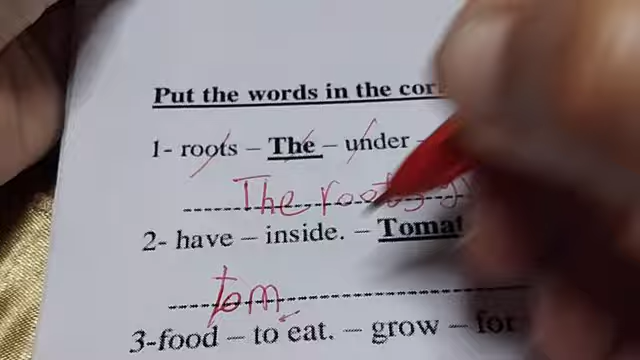 Put the words in the cor
1- roots – The – under –
The roots
2- have – inside. – Tomat
tom
3-food – to eat. – grow – for